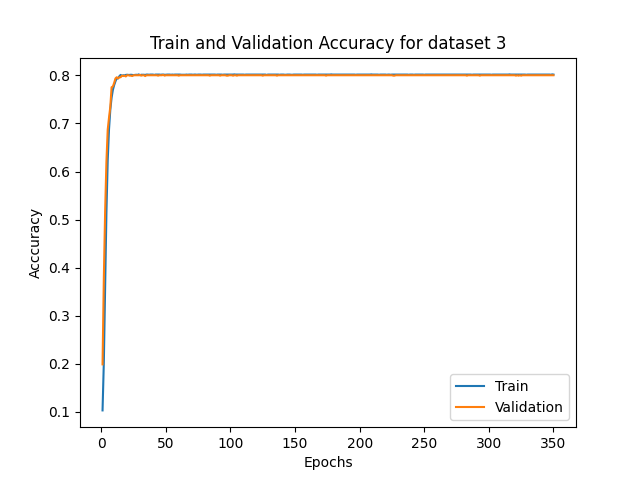 Train and Validation Accuracy for dataset 3
0.8
0.7
0.6
0.5
0.4
0.3
0.2
0.1
Acccuracy
0 50 100 150 200 250 300 350
Epochs
Train
Validation